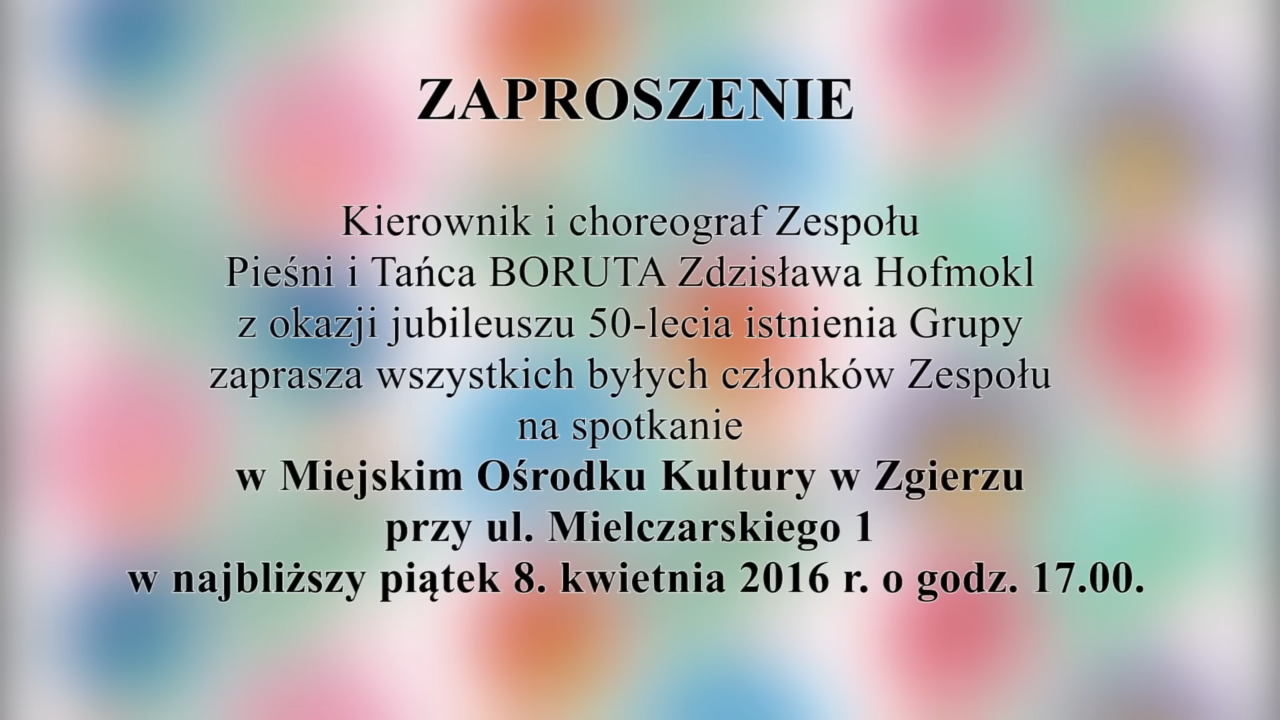 ZAPROSZENIE
Kierownik i choreograf Zespołu
Pieśni i Tańca BORUTA Zdzisława Hofmokl
z okazji jubileuszu 50-lecia istnienia Grupy
zaprasza wszystkich byłych członków Zespołu
na spotkanie
w Miejskim Ośrodku Kultury w Zgierzu
przy ul. Mielczarskiego 1
w najbliższy piątek 8. kwietnia 2016 r. o godz. 17.00.